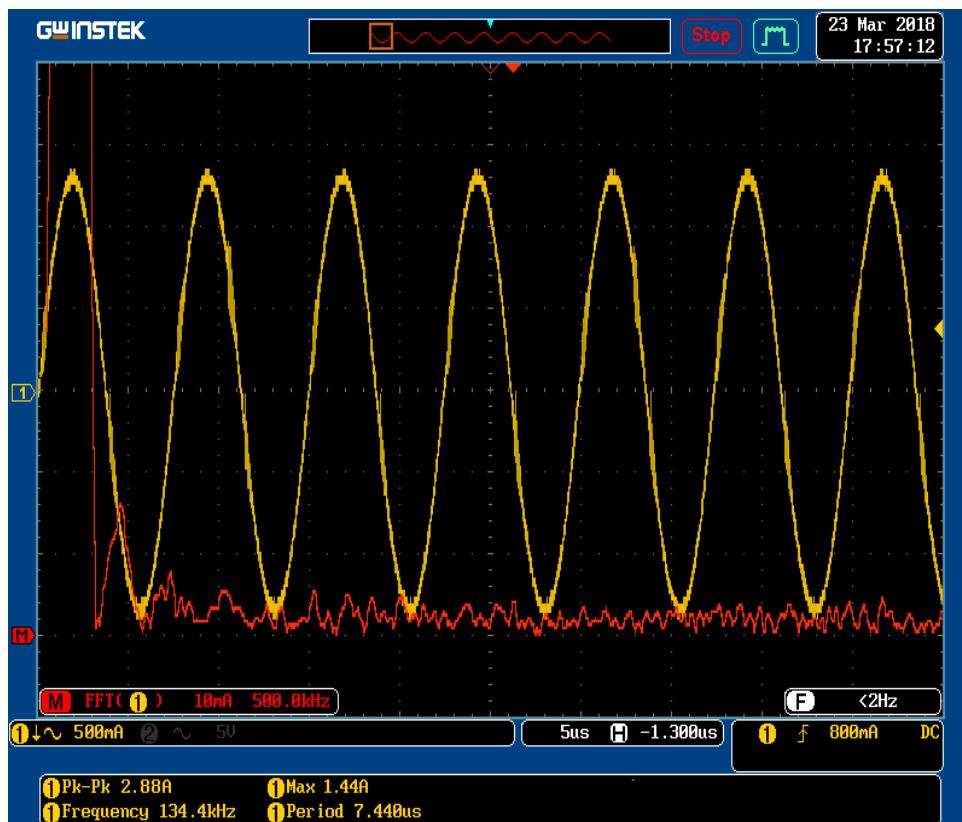 GWINSTEK
Stop
23 Mar 2018
17:57:12
1
M
M FFT( 1 ) 10mA 500.0kHz
F <2Hz
1 500mA 2 5V
5us H -1.300us
1 800mA DC
1 Pk-Pk 2.88A 1 Max 1.44A
1 Frequency 134.4kHz 1 Period 7.440us